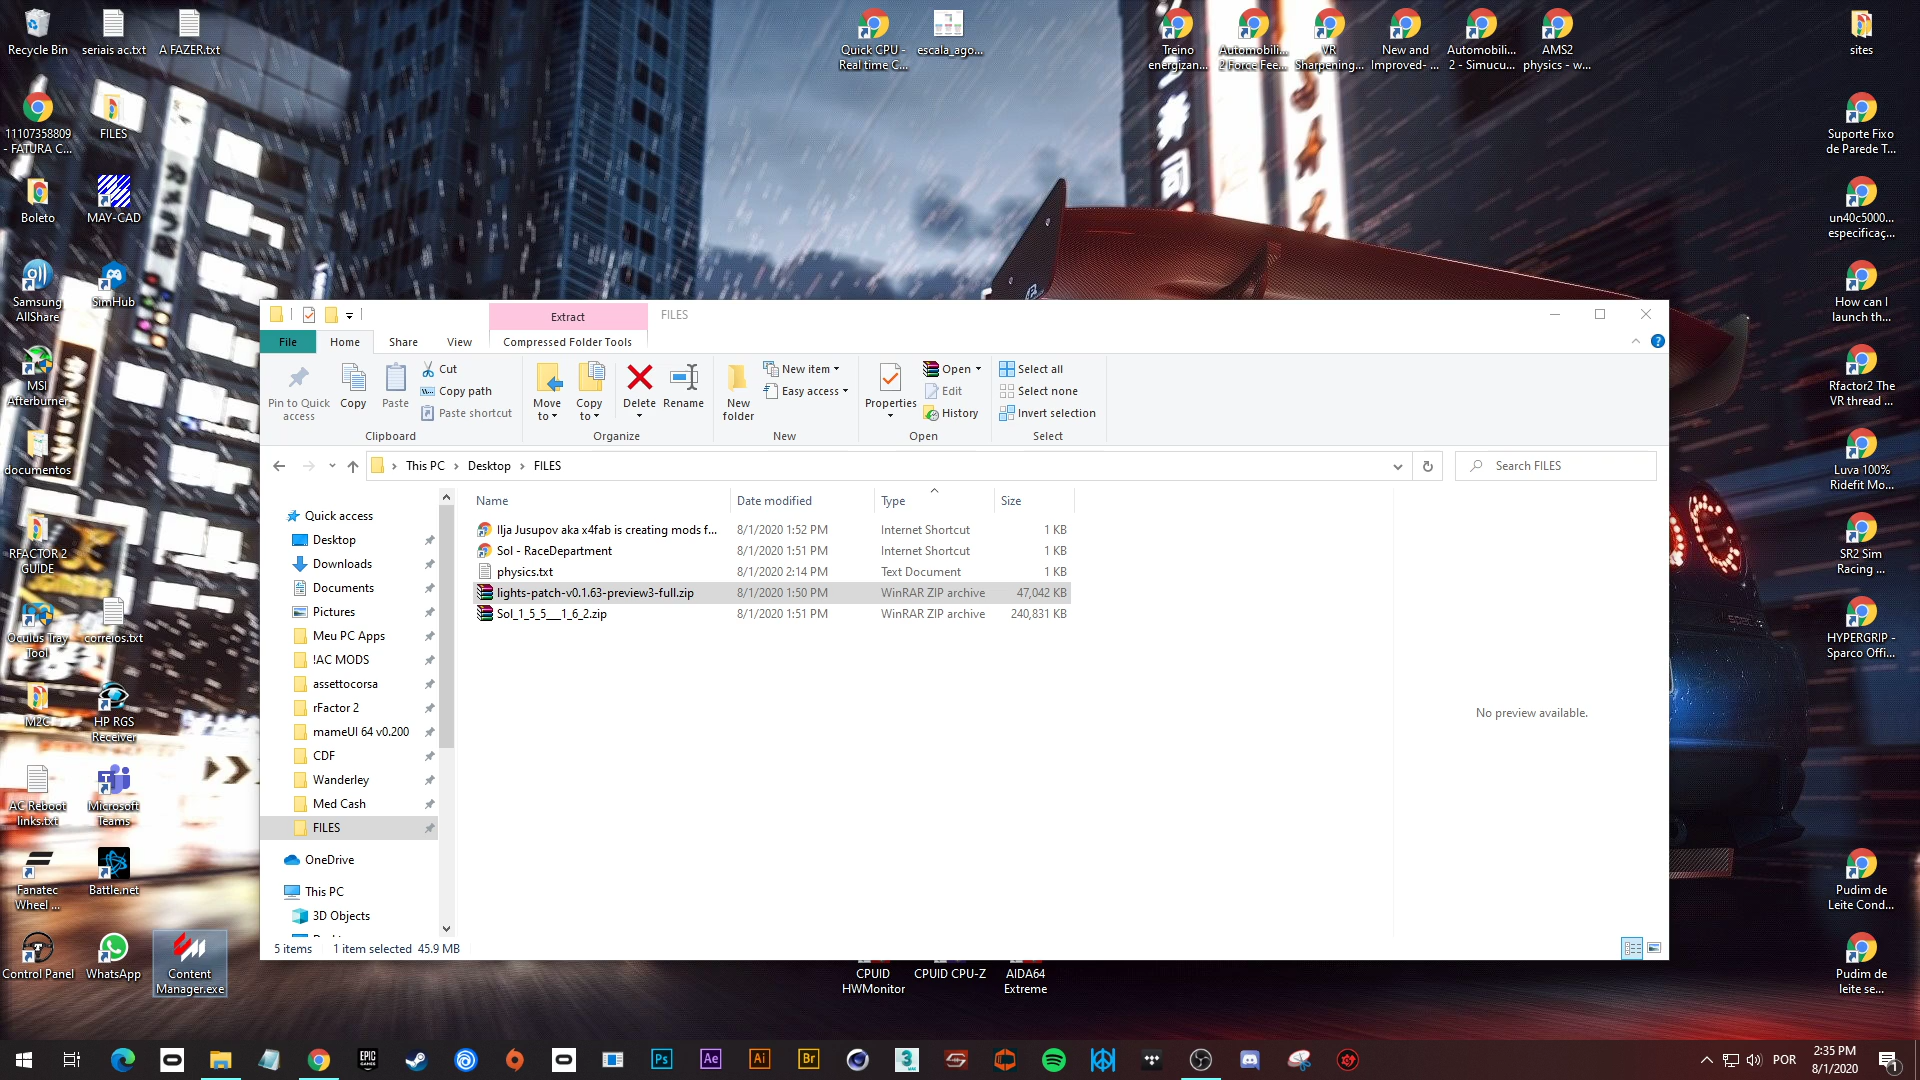 Recycle Bin
seriais ac.txt
A FAZER.txt
Quick CPU -
Real time C...
escala_ago...
Treino
energizan...
Automobili...
2 Force Fee...
VR
Sharpening...
New and
Improved- ...
Automobili...
2 - Simucu...
AMS2
physics - w...
sites
11107358809
- FATURA C...
FILES
Suporte Fixo
de Parede T...
Boleto
MAY-CAD
un40c5000...
especificaç...
Samsung
AllShare
SimHub
How can I
launch th...
MSI
Afterburner
Rfactor2 The
VR thread ...
documentos
Luva 100%
Ridefit Mo...
RFACTOR 2
GUIDE
SR2 Sim
Racing ...
Oculus Tray
Tool
correios.txt
HYPERGRIP -
Sparco Offi...
M2C
HP RGS
Receiver
AC Reboot
links.txt
Microsoft
Teams
Fanatec
Wheel ...
Battle.net
Pudim de
Leite Cond...
Control Panel
WhatsApp
Content
Manager.exe
CPUID
HWMonitor
CPUID CPU-Z
AIDA64
Extreme
Pudim de
leite se...
Extract
FILES
File
Home
Share
View
Compressed Folder Tools
Pin to Quick
access
Copy
Paste
Cut
Copy path
Paste shortcut
Clipboard
Move
to
Copy
to
Delete
Rename
Organize
New
folder
New item
Easy access
New
Properties
Open
Edit
History
Open
Select all
Select none
Invert selection
Select
This PC
Desktop
FILES
Search FILES
Name
Date modified
Type
Size
Ilja Jusupov aka x4fab is creating mods f... 8/1/2020 1:52 PM Internet Shortcut 1 KB
Sol - RaceDepartment 8/1/2020 1:51 PM Internet Shortcut 1 KB
physics.txt 8/1/2020 2:14 PM Text Document 1 KB
lights-patch-v0.1.63-preview3-full.zip 8/1/2020 1:50 PM WinRAR ZIP archive 47,042 KB
Sol_1_5_5___1_6_2.zip 8/1/2020 1:51 PM WinRAR ZIP archive 240,831 KB
Quick access
Desktop
Downloads
Documents
Pictures
Meu PC Apps
!AC MODS
assettocorsa
rFactor 2
mameUI 64 v0.200
CDF
Wanderley
Med Cash
FILES
OneDrive
This PC
3D Objects
No preview available.
5 items
1 item selected 45.9 MB
EPIC
GAMES
Ps
Ae
Ai
Br
3
POR
2:35 PM
8/1/2020
1